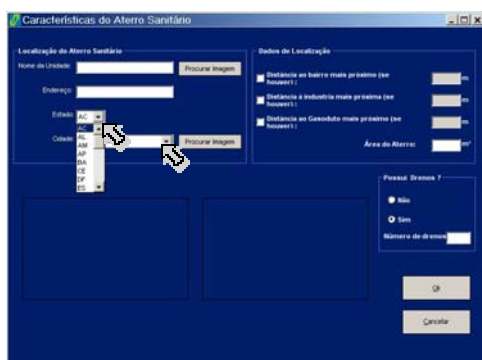 Características do Aterro Sanitário
Localização do Aterro Sanitário
Nome da Unidade:
Procurar Imagem
Endereço:
Estado: AC
AC
AL
AM
AP
BA
CE
DF
ES
Cidade:
Procurar Imagem
Dados de Localização
Distância ao bairro mais próximo (se
houver) :
m
Distância à industria mais próxima (se
houver) :
m
Distância ao Gasoduto mais próximo (se
houver) :
m
Área do Aterro:
m²
Possui Drenos ?
Não
Sim
Número de drenos
Ok
Cancelar